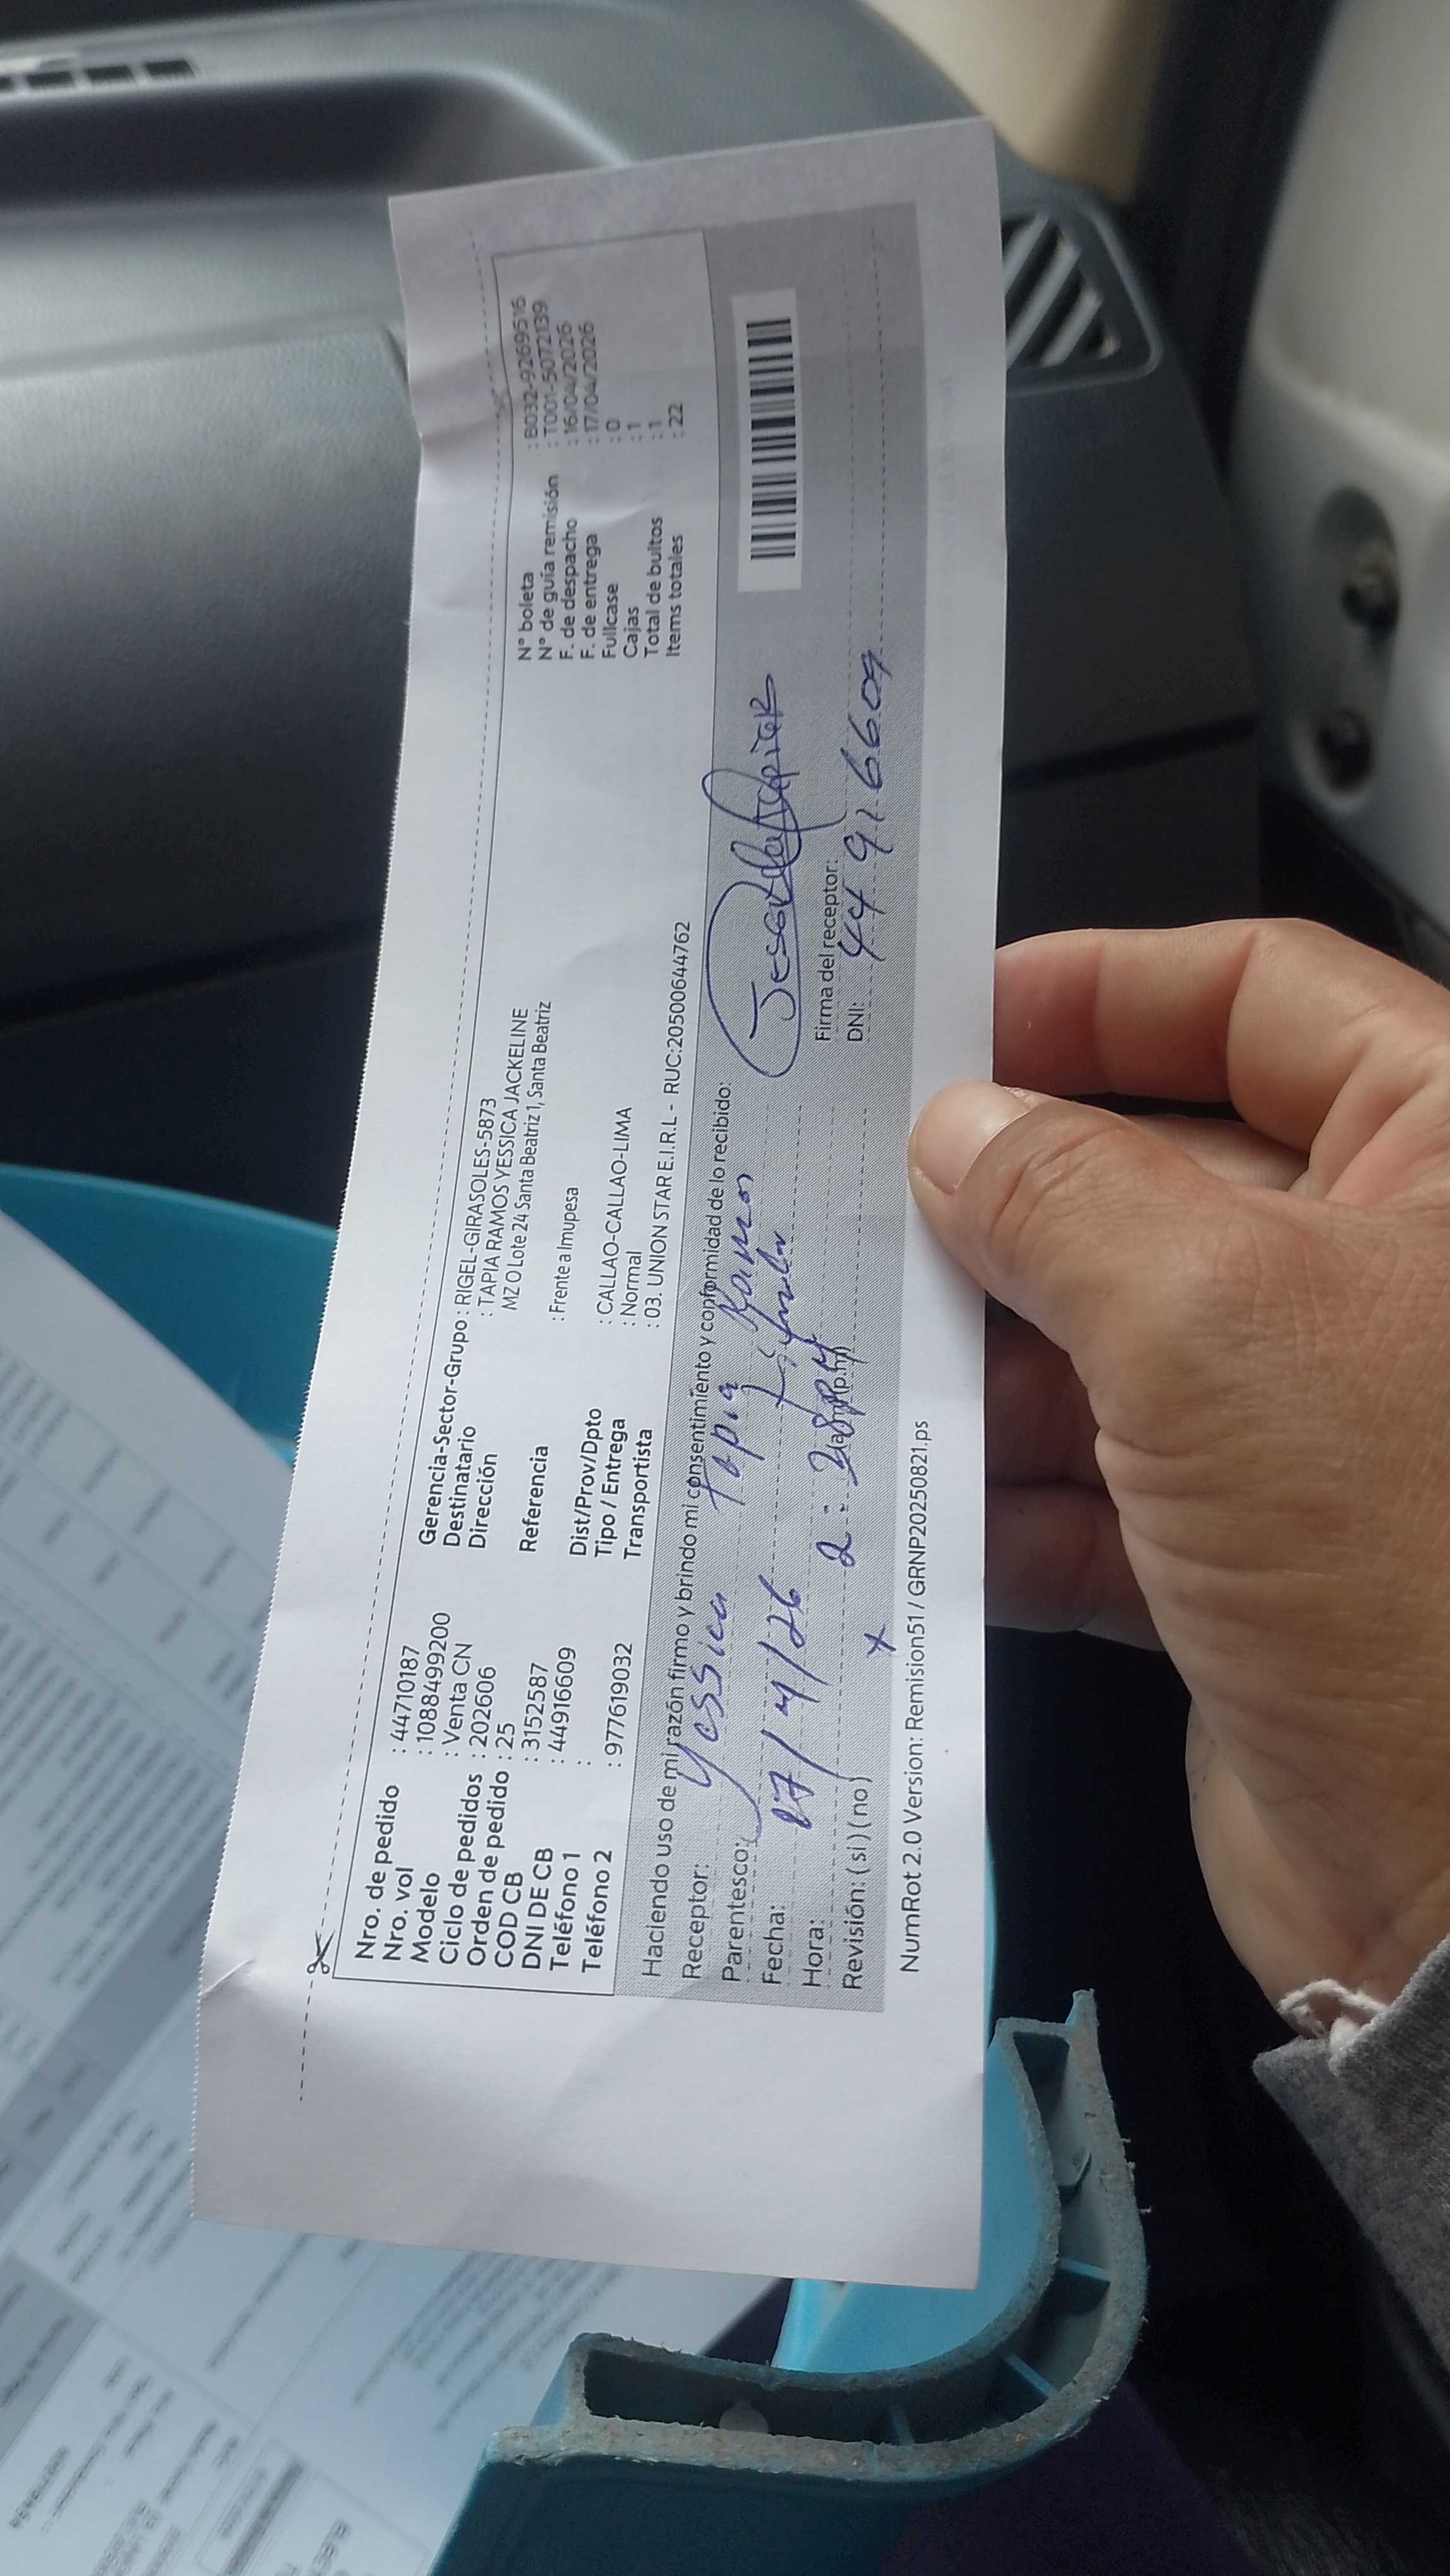 Nro. de pedido : 44710187
Nro. vol : 1088499200
Modelo : Venta CN
Ciclo de pedidos : 202606
Orden de pedido : 25
COD CB : 3152587
DNI DE CB : 44916609
Teléfono 1 :
Teléfono 2 : 977619032
Gerencia-Sector-Grupo : RIGEL-GIRASOLES-5873
Destinatario : TAPIA RAMOS YESSICA JACKELINE
Dirección MZ O Lote 24 Santa Beatriz 1, Santa Beatriz
Referencia : Frente a Imupesa
Dist/Prov/Dpto : CALLAO-CALLAO-LIMA
Tipo / Entrega : Normal
Transportista : 03. UNION STAR E.I.R.L - RUC:20500644762
N° boleta : B032-9269516
N° de guía remisión : T001-5072139
F. de despacho : 16/04/2026
F. de entrega : 17/04/2026
Fullcase : 0
Cajas : 1
Total de bultos : 1
Items totales : 22
Haciendo uso de mi razón firmo y brindo mi consentimiento y conformidad de lo recibido:
Receptor: Yessica Tapia Ramos
Parentesco:
Fecha: 17/4/26
Hora:
Revisión: ( si ) ( no )
Firma del receptor:
DNI: 44916609
NumRot 2.0 Version: Remision51 / GRNP20250821.ps